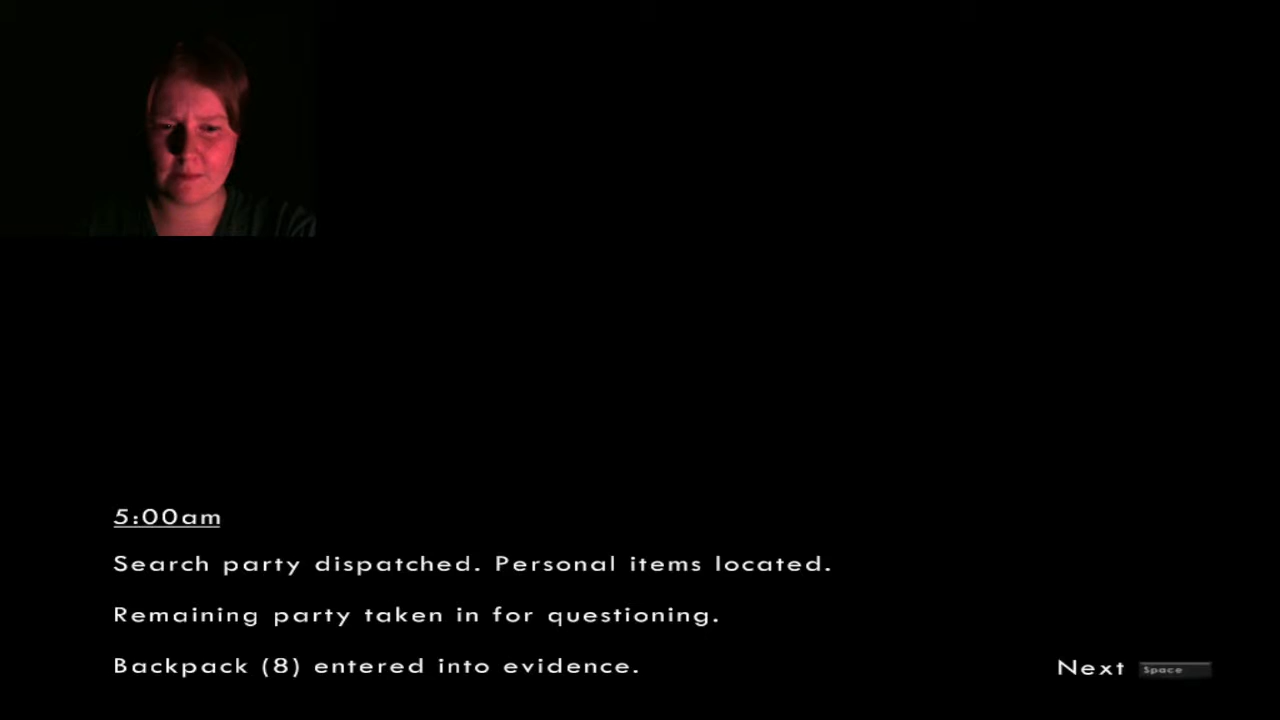 5:00am
Search party dispatched. Personal items located.
Remaining party taken in for questioning.
Backpack (8) entered into evidence.
Next Space